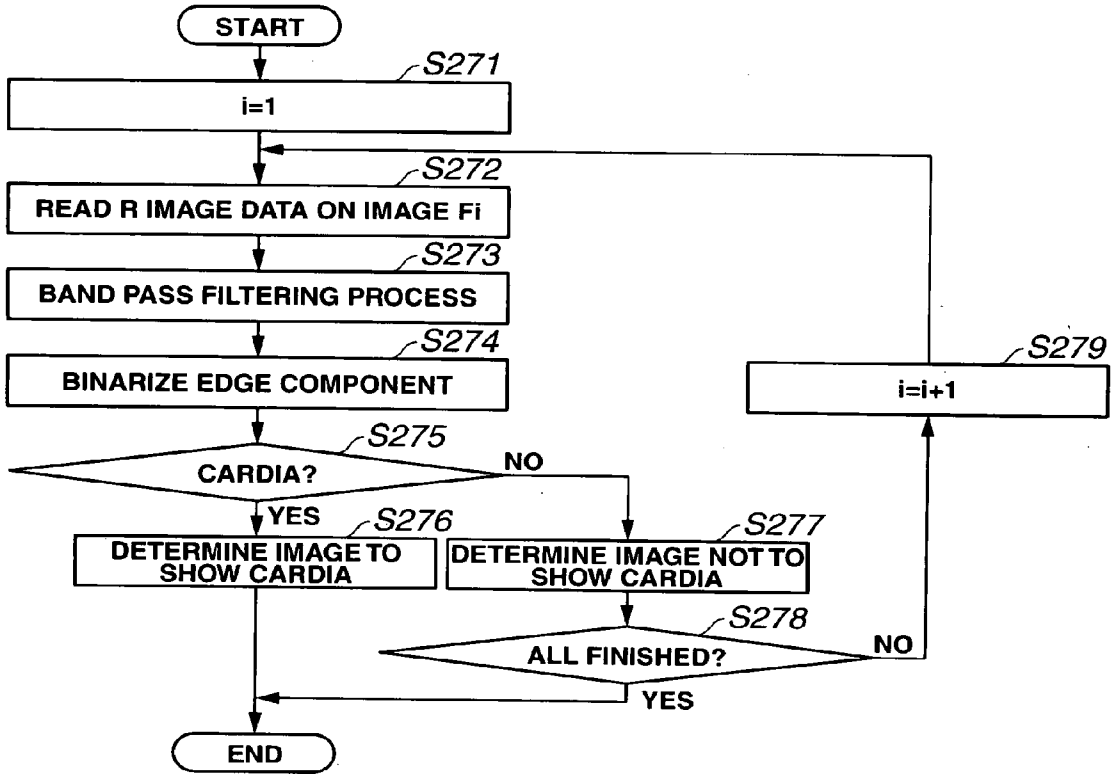 START
S271
i=1
S272
READ R IMAGE DATA ON IMAGE Fi
S273
BAND PASS FILTERING PROCESS
S274
BINARIZE EDGE COMPONENT
S279
i=i+1
S275
CARDIA?
NO
YES
S276
DETERMINE IMAGE TO
SHOW CARDIA
S277
DETERMINE IMAGE NOT TO
SHOW CARDIA
S278
ALL FINISHED?
NO
YES
END